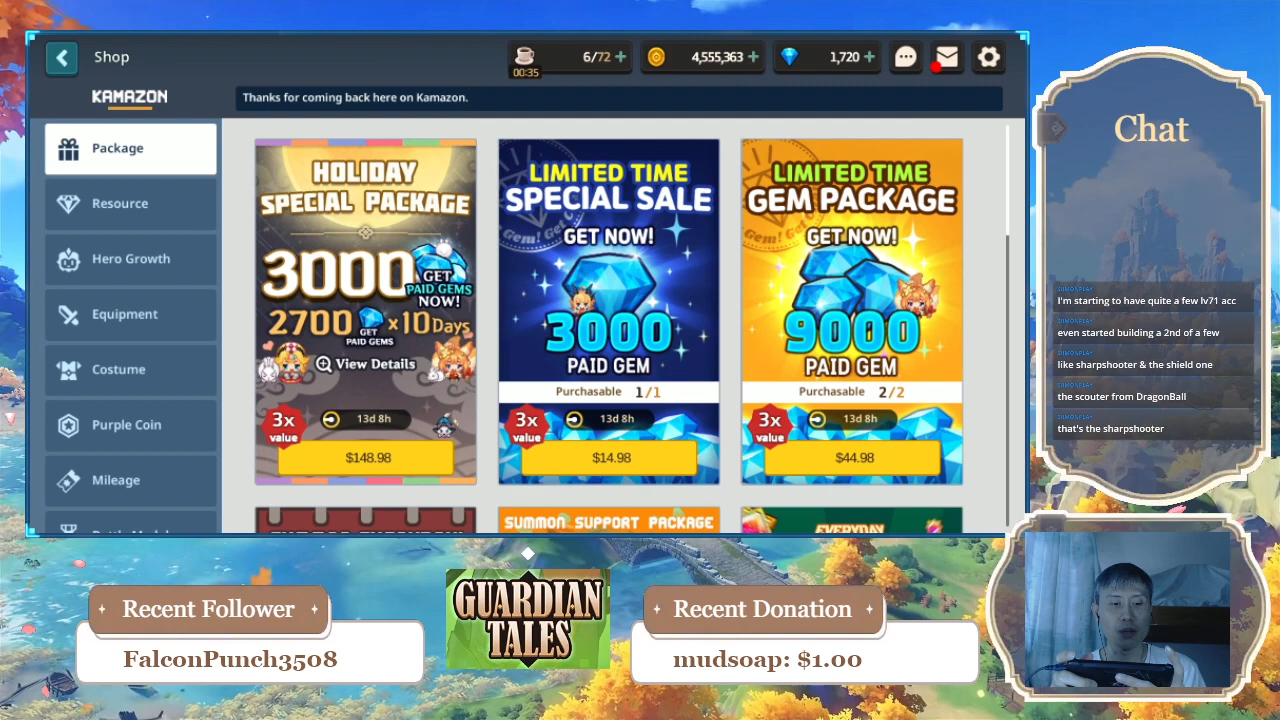 Shop
00:35
6/72
4,555,363
1,720
KAMAZON
Thanks for coming back here on Kamazon.
Package
Resource
Hero Growth
Equipment
Costume
Purple Coin
Mileage
HOLIDAY
SPECIAL PACKAGE
3000
GET
PAID GEMS
NOW!
2700 GET x10 Days
PAID GEMS
View Details
3x
value
13d 8h
$148.98
LIMITED TIME
SPECIAL SALE
GET NOW!
3000
PAID GEM
Purchasable 1/1
3x
value
13d 8h
$14.98
LIMITED TIME
GEM PACKAGE
GET NOW!
9000
PAID GEM
Purchasable 2/2
3x
value
13d 8h
$44.98
SUMMON SUPPORT PACKAGE
EVERYDAY
Chat
I'm starting to have quite a few lv71 acc
even started building a 2nd of a few
like sharpshooter & the shield one
the scouter from DragonBall
that's the sharpshooter
Recent Follower
FalconPunch3508
GUARDIAN
TALES
Recent Donation
mudsoap: $1.00